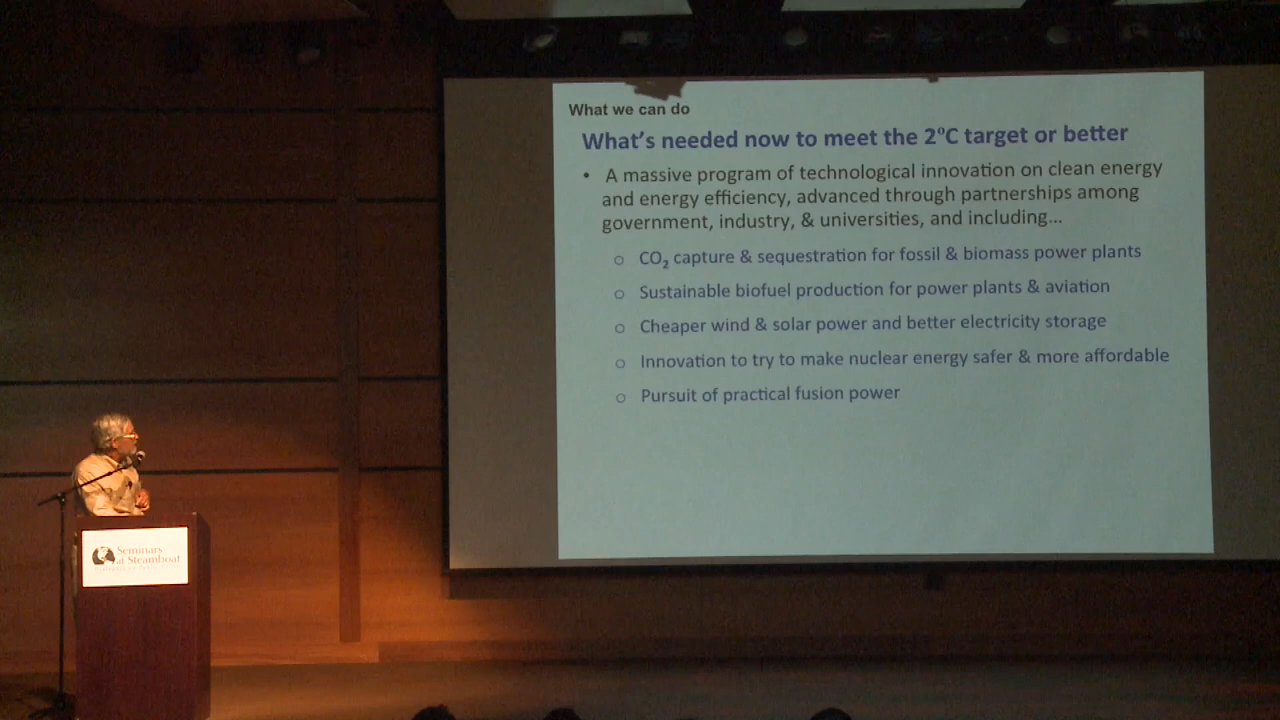 What we can do
What's needed now to meet the 2ºC target or better
• A massive program of technological innovation on clean energy
and energy efficiency, advanced through partnerships among
government, industry, & universities, and including...
○ CO₂ capture & sequestration for fossil & biomass power plants
○ Sustainable biofuel production for power plants & aviation
○ Cheaper wind & solar power and better electricity storage
○ Innovation to try to make nuclear energy safer & more affordable
○ Pursuit of practical fusion power
Seminars
at Steamboat